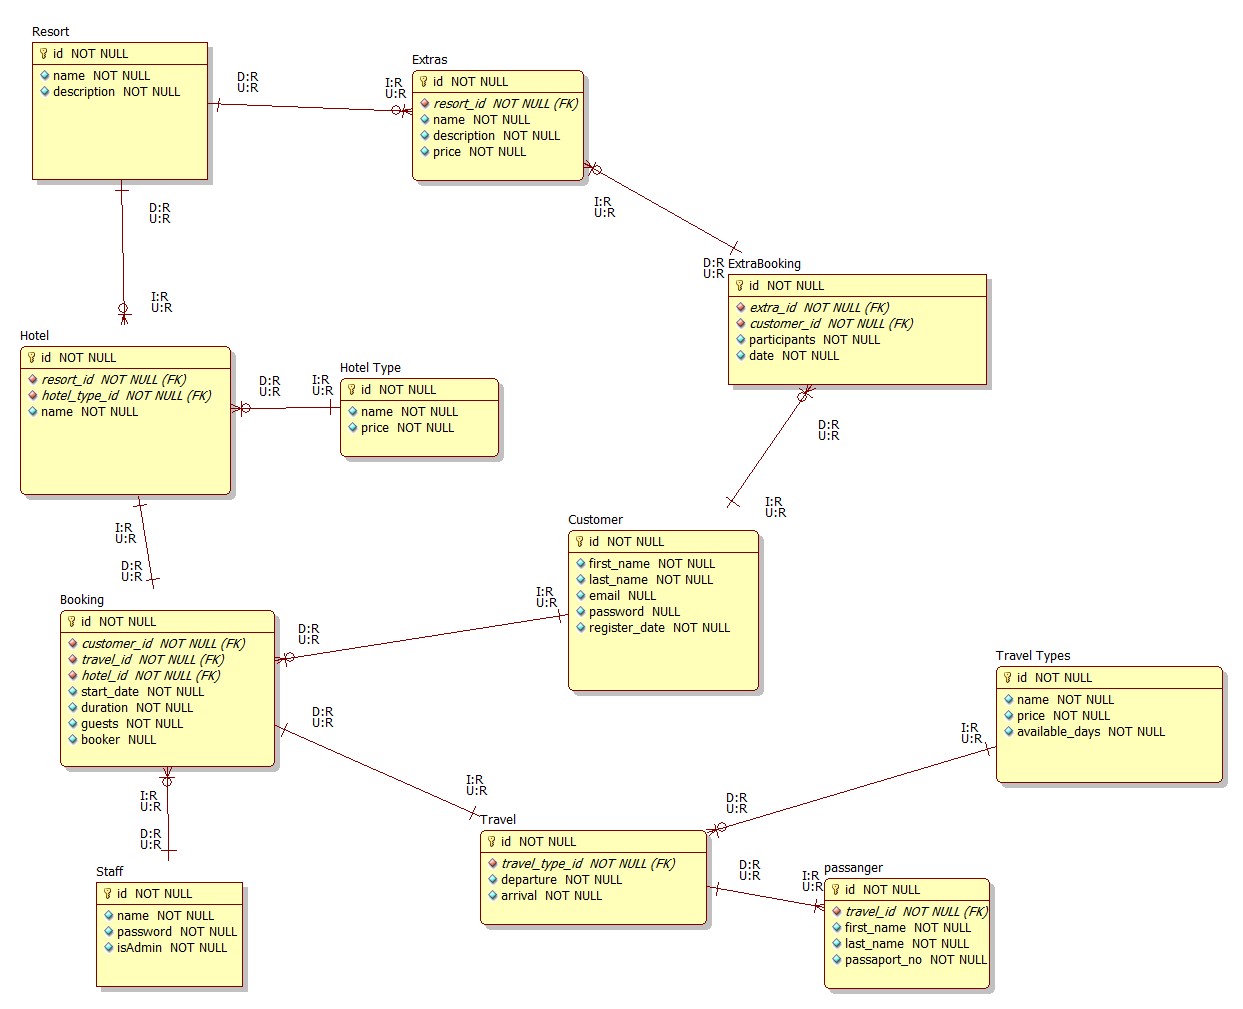 Resort
id NOT NULL
name NOT NULL
description NOT NULL
D:R
U:R
I:R
U:R
Extras
id NOT NULL
resort_id NOT NULL (FK)
name NOT NULL
description NOT NULL
price NOT NULL
D:R
U:R
I:R
U:R
I:R
U:R
D:R
U:R
ExtraBooking
id NOT NULL
extra_id NOT NULL (FK)
customer_id NOT NULL (FK)
participants NOT NULL
date NOT NULL
Hotel
id NOT NULL
resort_id NOT NULL (FK)
hotel_type_id NOT NULL (FK)
name NOT NULL
D:R
U:R
I:R
U:R
Hotel Type
id NOT NULL
name NOT NULL
price NOT NULL
D:R
U:R
I:R
U:R
I:R
U:R
D:R
U:R
Customer
id NOT NULL
first_name NOT NULL
last_name NOT NULL
email NULL
password NULL
register_date NOT NULL
I:R
U:R
D:R
U:R
Booking
id NOT NULL
customer_id NOT NULL (FK)
travel_id NOT NULL (FK)
hotel_id NOT NULL (FK)
start_date NOT NULL
duration NOT NULL
guests NOT NULL
booker NULL
D:R
U:R
I:R
U:R
Travel Types
id NOT NULL
name NOT NULL
price NOT NULL
available_days NOT NULL
I:R
U:R
D:R
U:R
I:R
U:R
D:R
U:R
Staff
id NOT NULL
name NOT NULL
password NOT NULL
isAdmin NOT NULL
Travel
id NOT NULL
travel_type_id NOT NULL (FK)
departure NOT NULL
arrival NOT NULL
D:R
U:R
I:R
U:R
passanger
id NOT NULL
travel_id NOT NULL (FK)
first_name NOT NULL
last_name NOT NULL
passaport_no NOT NULL